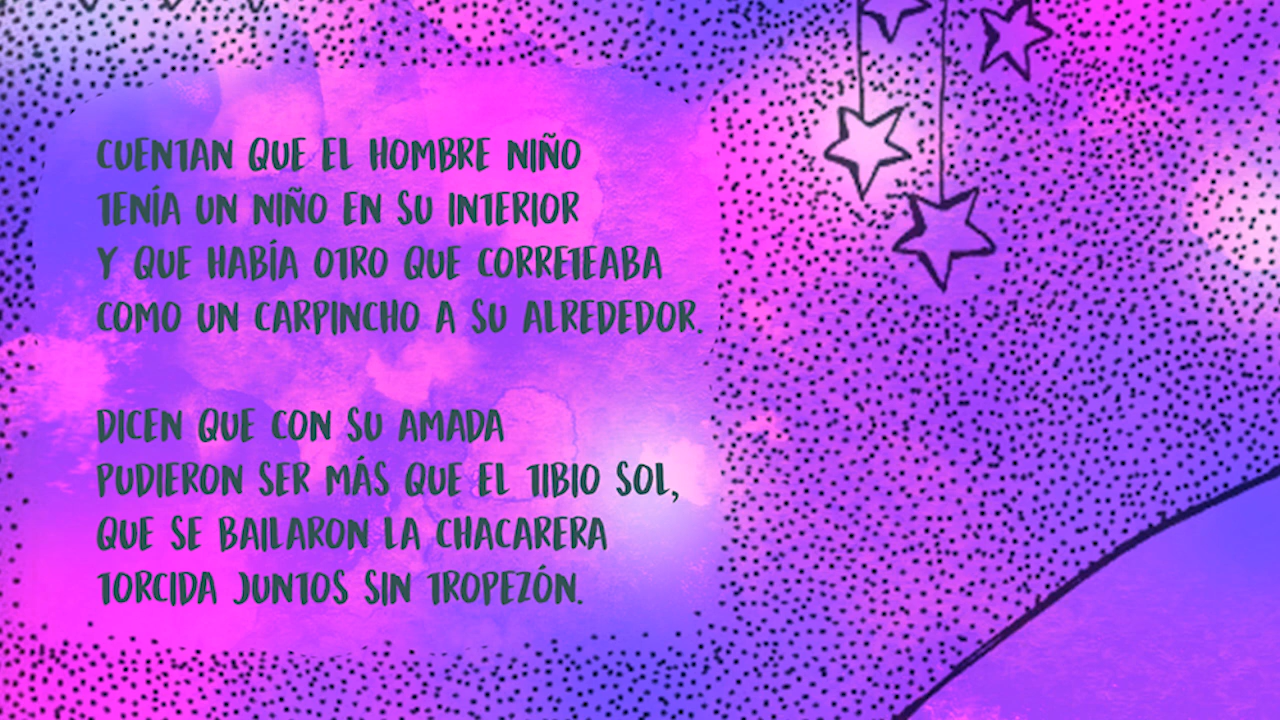 CUENTAN QUE EL HOMBRE NIÑO
TENÍA UN NIÑO EN SU INTERIOR
Y QUE HABÍA OTRO QUE CORRETEABA
COMO UN CARPINCHO A SU ALREDEDOR.
DICEN QUE CON SU AMADA
PUDIERON SER MÁS QUE EL TIBIO SOL,
QUE SE BAILARON LA CHACARERA
TORCIDA JUNTOS SIN TROPEZÓN.